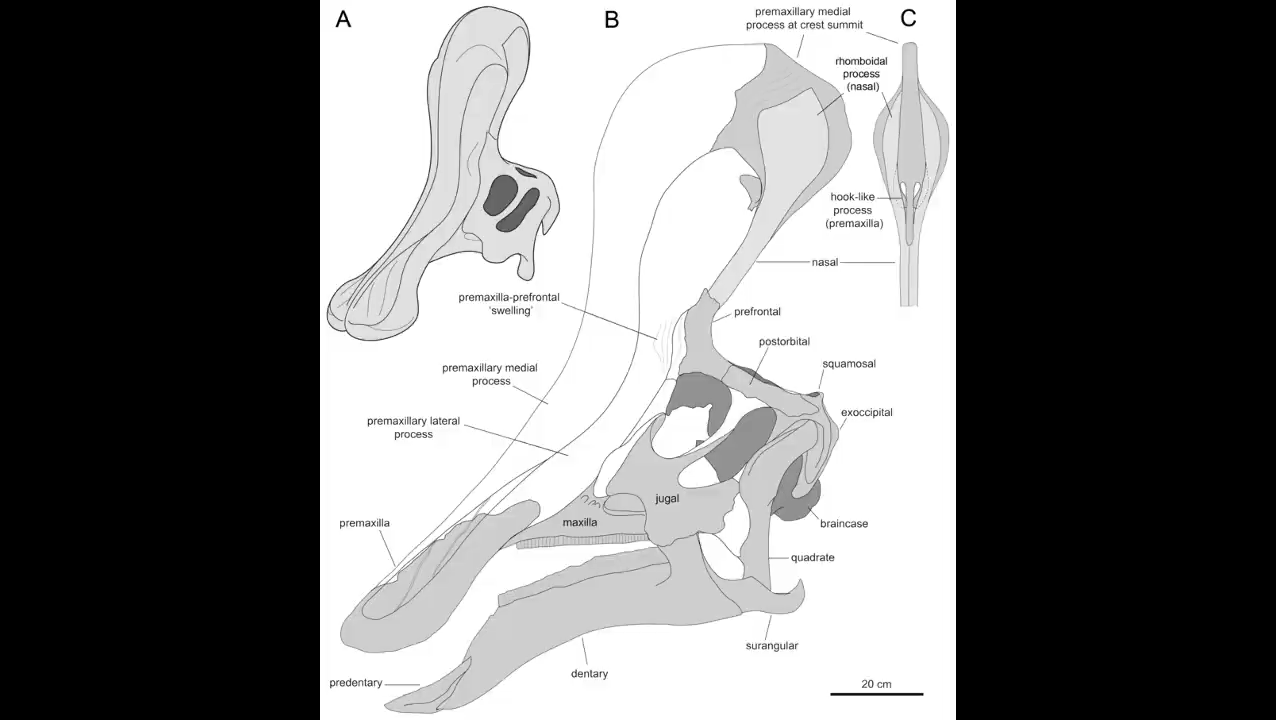 A
B
premaxillary medial
process at crest summit
C
rhomboidal
process
(nasal)
hook-like
process
(premaxilla)
nasal
premaxilla-prefrontal
'swelling'
prefrontal
postorbital
squamosal
premaxillary medial
process
exoccipital
premaxillary lateral
process
jugal
maxilla
premaxilla
braincase
quadrate
surangular
dentary
predentary
20 cm